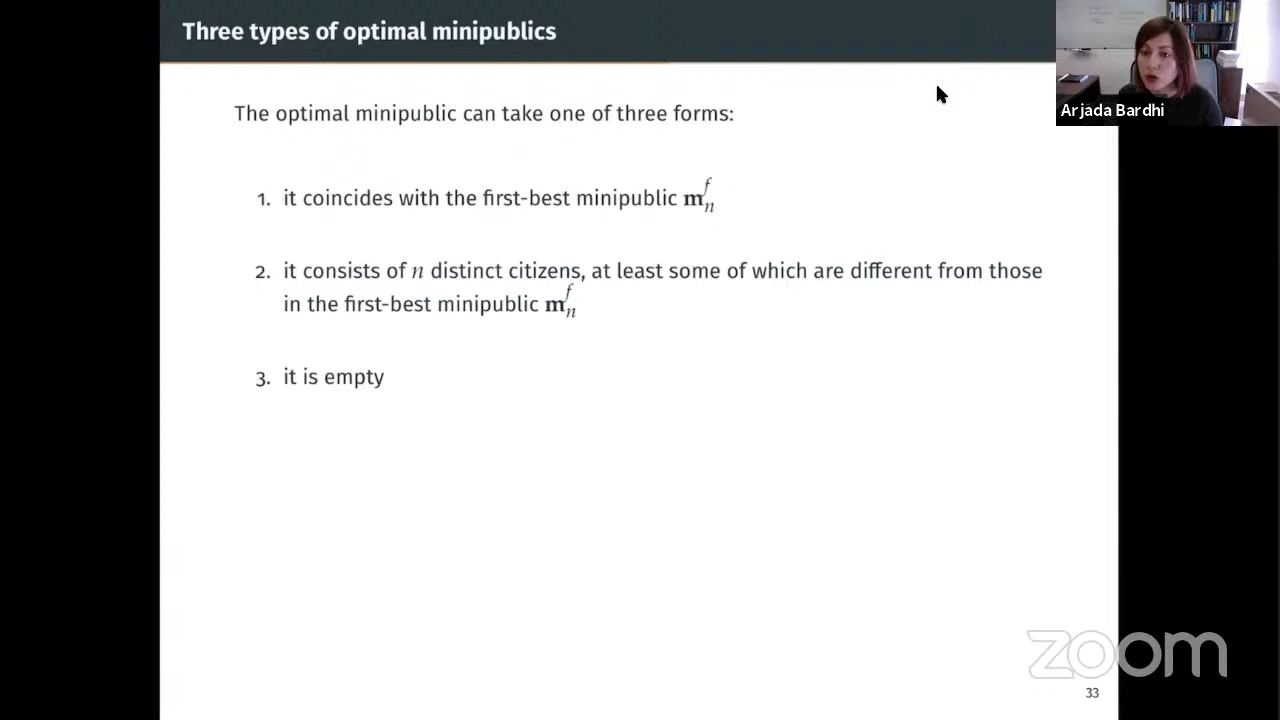 Three types of optimal minipublics
Arjada Bardhi
The optimal minipublic can take one of three forms:
1. it coincides with the first-best minipublic 𝐦ₙᶠ
2. it consists of n distinct citizens, at least some of which are different from those
in the first-best minipublic 𝐦ₙᶠ
3. it is empty
zoom
33